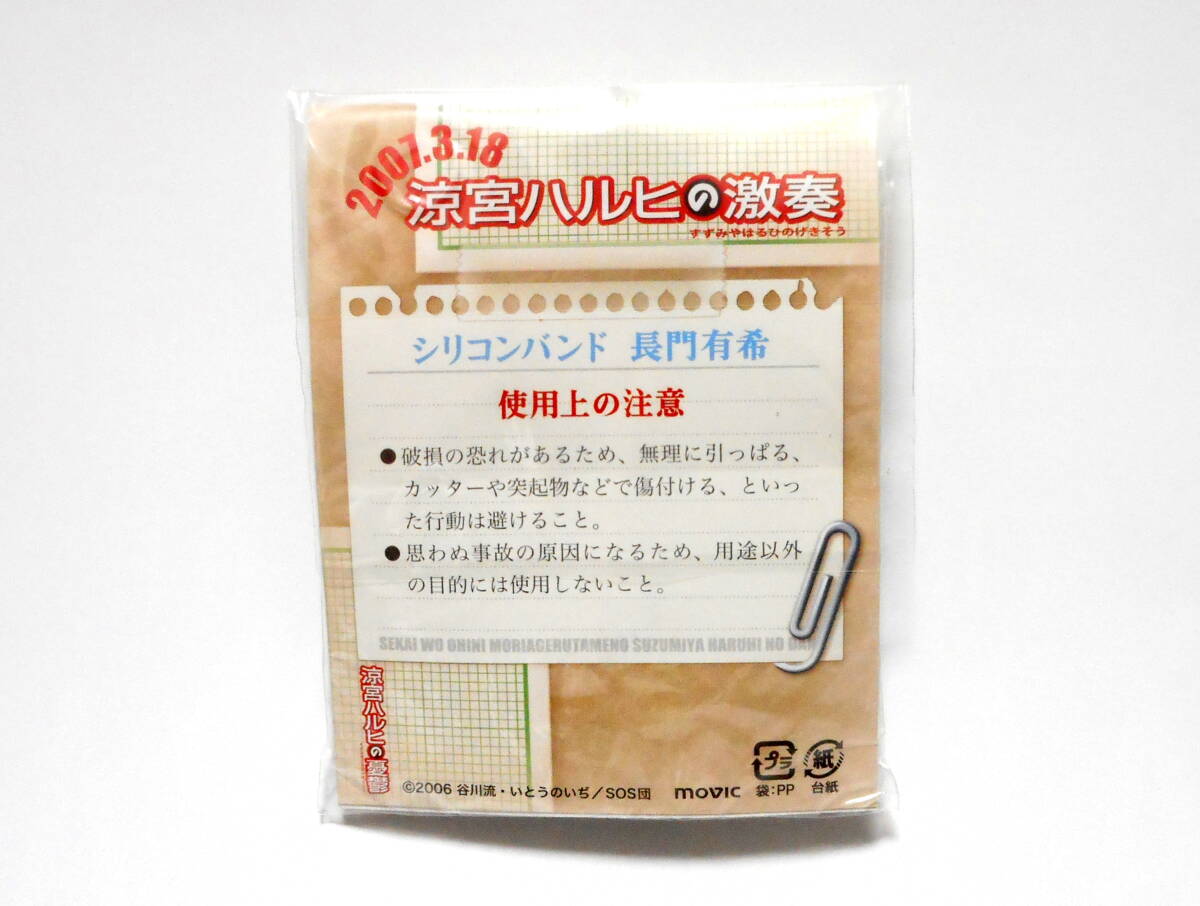 2007.3.18
涼宮ハルヒの激奏
すずみやはるひのげきそう
シリコンバンド 長門有希
使用上の注意
●破損の恐れがあるため、無理に引っぱる、
カッターや突起物などで傷付ける、といっ
た行動は避けること。
●思わぬ事故の原因になるため、用途以外
の目的には使用しないこと。
SEKAI WO OHINI MORIAGERUTAMENO SUZUMIYA HARUHI NO
涼宮ハルヒの憂鬱
©2006 谷川流・いとうのいぢ／SOS団
movic
プラ
袋:PP
紙
台紙